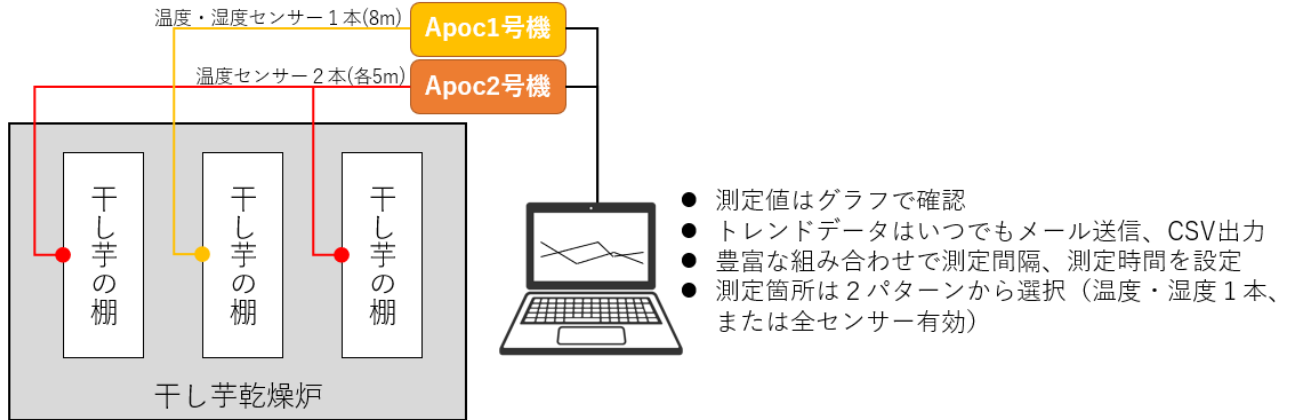 温度・湿度センサー１本(8m)
Apoc1号機
温度センサー２本(各5m)
Apoc2号機
干し芋の棚
干し芋の棚
干し芋の棚
干し芋乾燥炉
● 測定値はグラフで確認
● トレンドデータはいつでもメール送信、CSV出力
● 豊富な組み合わせで測定間隔、測定時間を設定
● 測定箇所は２パターンから選択（温度・湿度１本、
または全センサー有効）